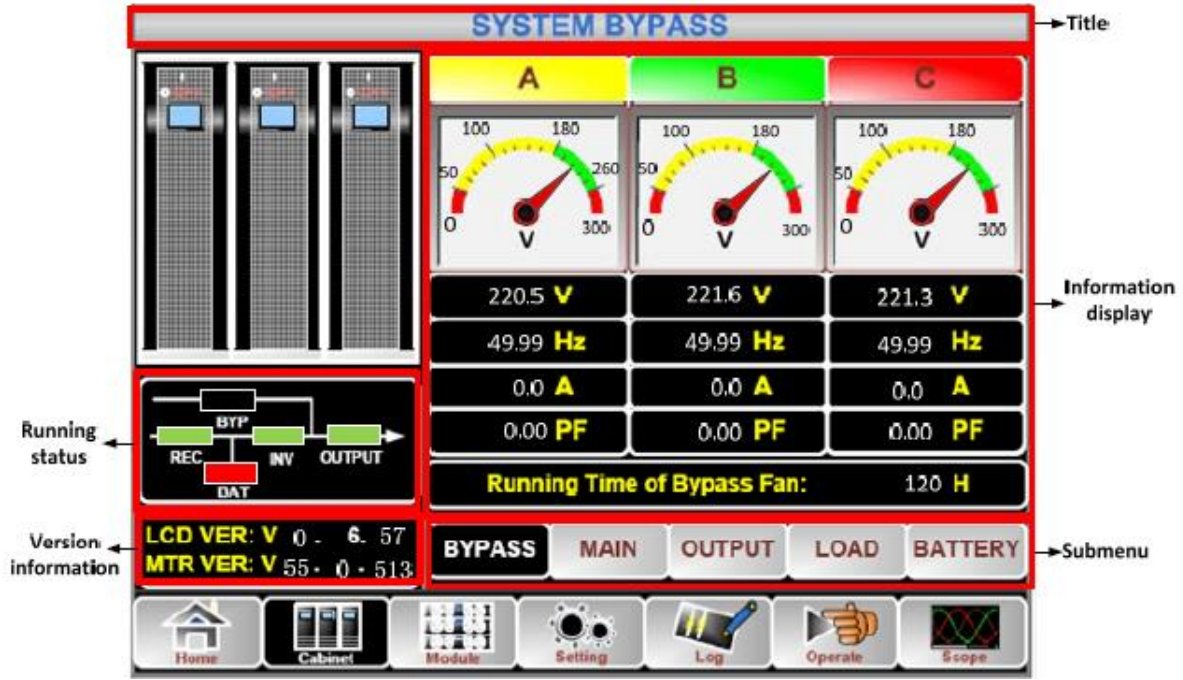 SYSTEM BYPASS
Title
A B C
50 100 180 260 0 300 V
50 100 180 0 300 V
50 100 180 0 300 V
220.5 V 221.6 V 221.3 V
49.99 Hz 49.99 Hz 49.99 Hz
0.0 A 0.0 A 0.0 A
0.00 PF 0.00 PF 0.00 PF
Running Time of Bypass Fan: 120 H
Information
display
Running
status
BYP
REC INV OUTPUT
DAT
Version
information
LCD VER: V 0 - 6- 57
MTR VER: V 55- 0 - 513
BYPASS MAIN OUTPUT LOAD BATTERY
Submenu
Home Cabinet Module Setting Log Operate Scope